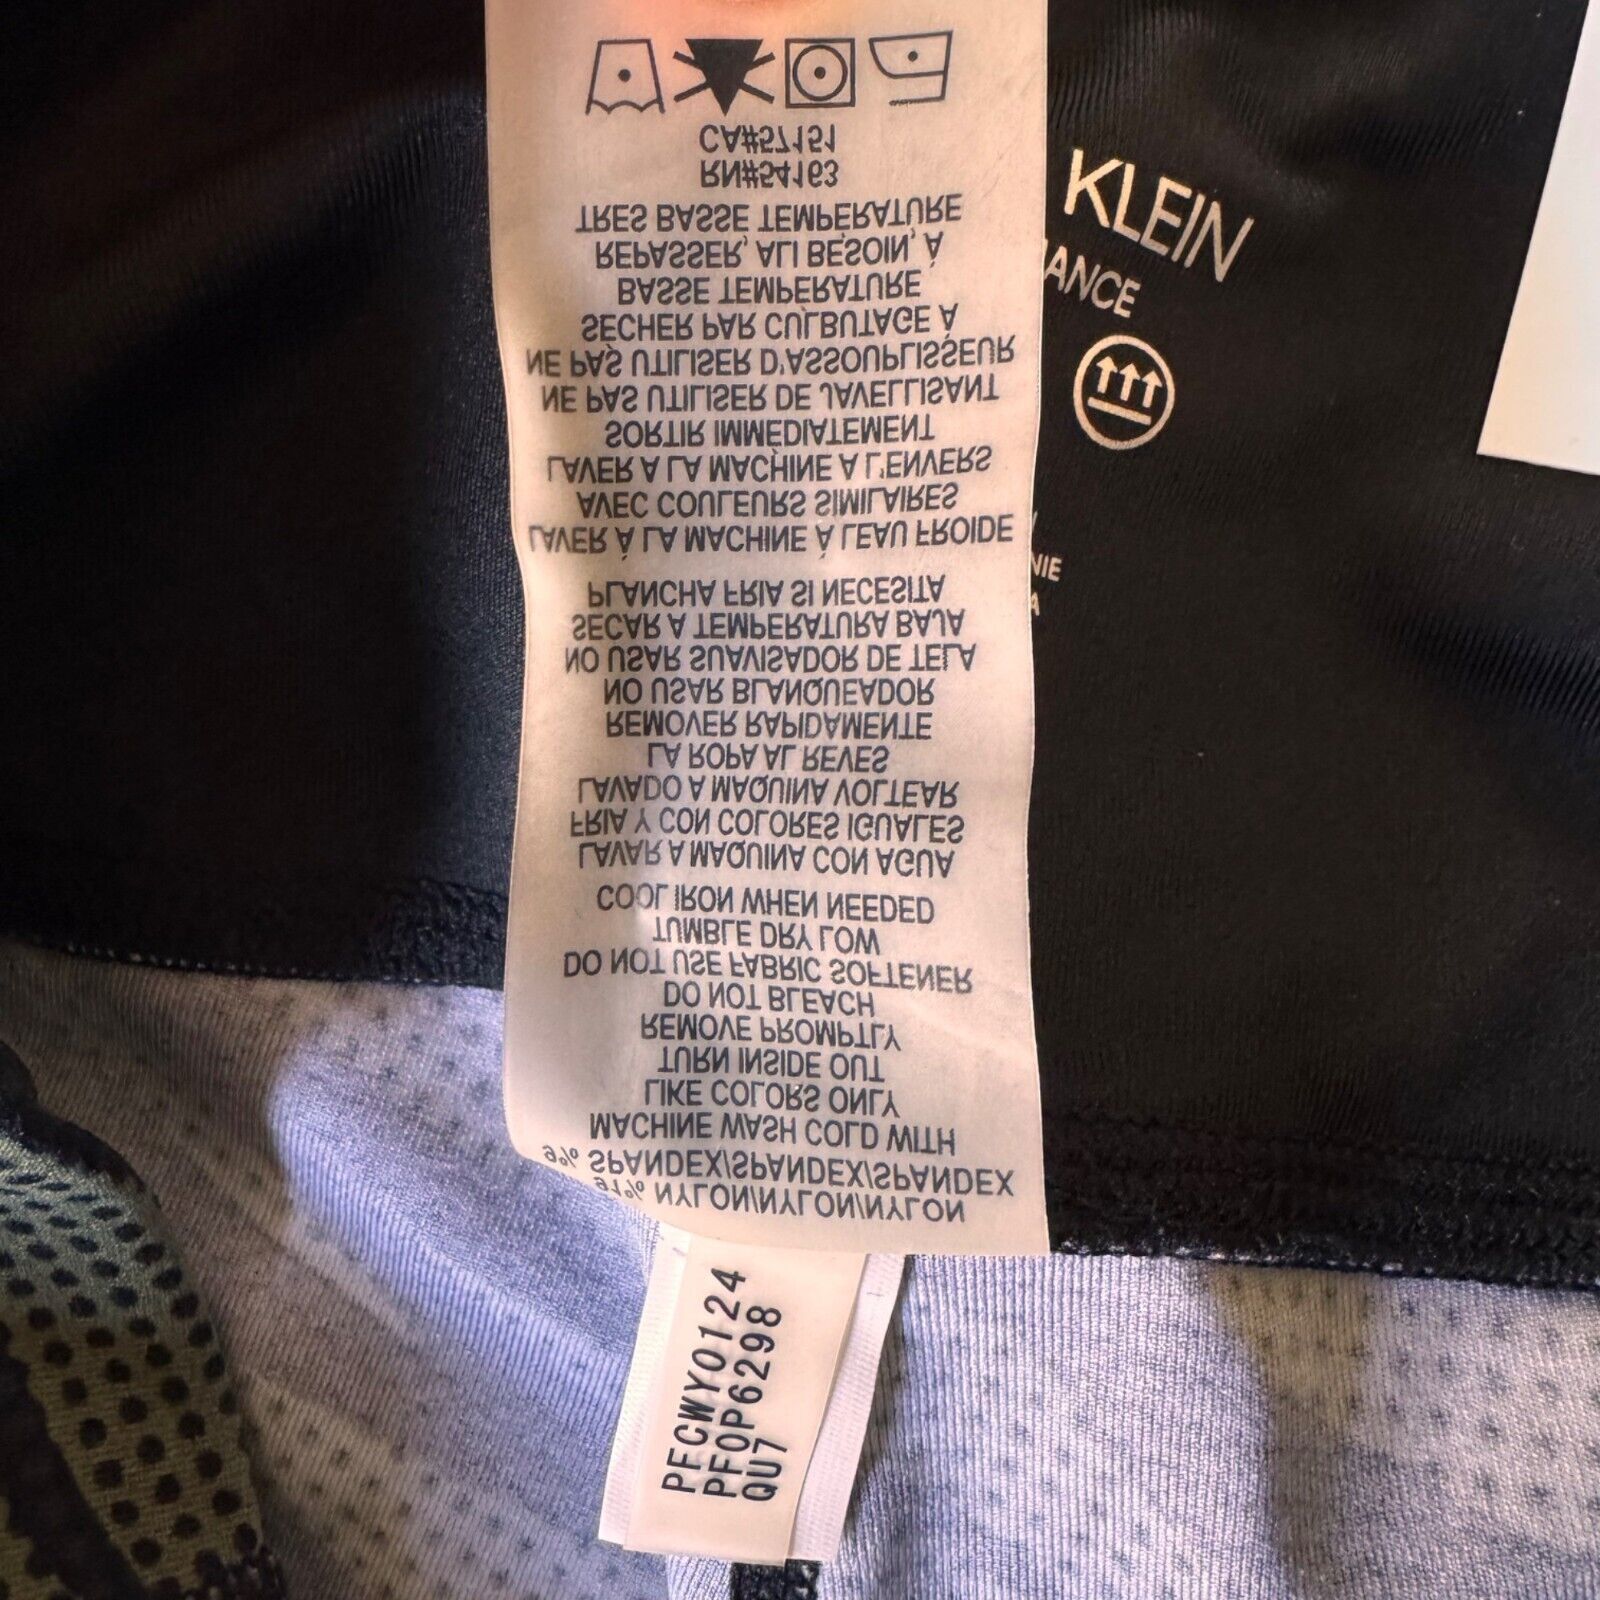 KLEIN
ANCE
NIE
A
91% NYLON/NYLON/NYLON
9% SPANDEX/SPANDEX/SPANDEX
MACHINE WASH COLD WITH
LIKE COLORS ONLY
TURN INSIDE OUT
REMOVE PROMPTLY
DO NOT BLEACH
DO NOT USE FABRIC SOFTENER
TUMBLE DRY LOW
COOL IRON WHEN NEEDED
LAVAR A MAQUINA CON AGUA
FRIA Y CON COLORES IGUALES
LAVADO A MAQUINA VOLTEAR
LA ROPA AL REVES
REMOVER RAPIDAMENTE
NO USAR BLANQUEADOR
NO USAR SUAVISADOR DE TELA
SECAR A TEMPERATURA BAJA
PLANCHA FRIA SI NECESITA
LAVER À LA MACHINE À LEAU FROIDE
AVEC COULEURS SIMILAIRES
LAVER A LA MACHINE A L'ENVERS
SORTIR IMMEDIATEMENT
NE PAS UTILISER DE JAVELLISANT
NE PAS UTILISER D'ASSOUPLISSEUR
SECHER PAR CULBUTAGE A
BASSE TEMPERATURE
REPASSER, ALI BESOIN, À
TRES BASSE TEMPERATURE
RN#54163
CA#57151
PFCWY0124
PF0P6298
QU7